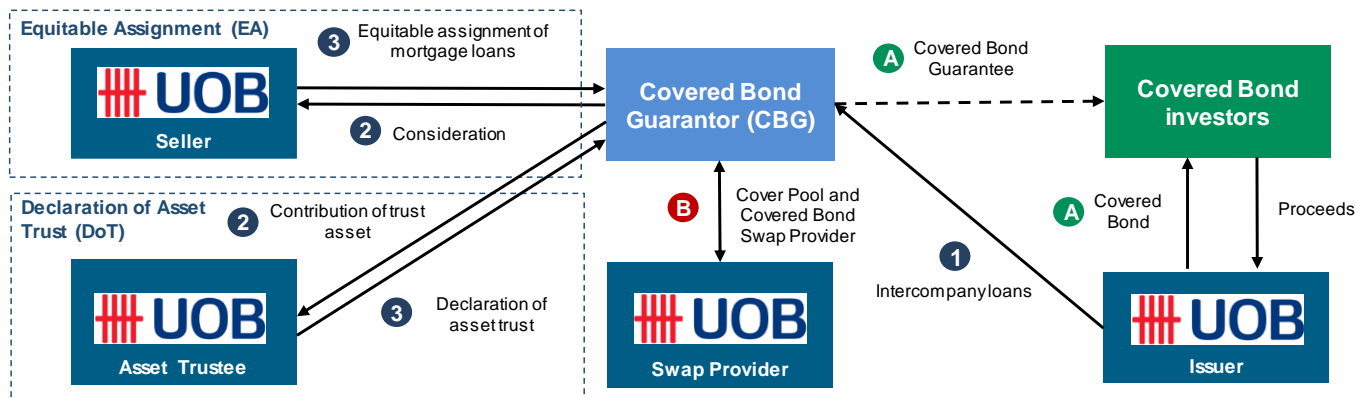 Equitable Assignment (EA)
3
Equitable assignment of
mortgage loans
UOB
Seller
2
Consideration
Declaration of Asset
Trust (DoT)
2
Contribution of trust
asset
3
Declaration of
asset trust
UOB
Asset Trustee
Covered Bond
Guarantor (CBG)
B
Cover Pool and
Covered Bond
Swap Provider
UOB
Swap Provider
A
Covered Bond
Guarantee
1
Intercompany loans
Covered Bond
investors
A
Covered
Bond
Proceeds
UOB
Issuer